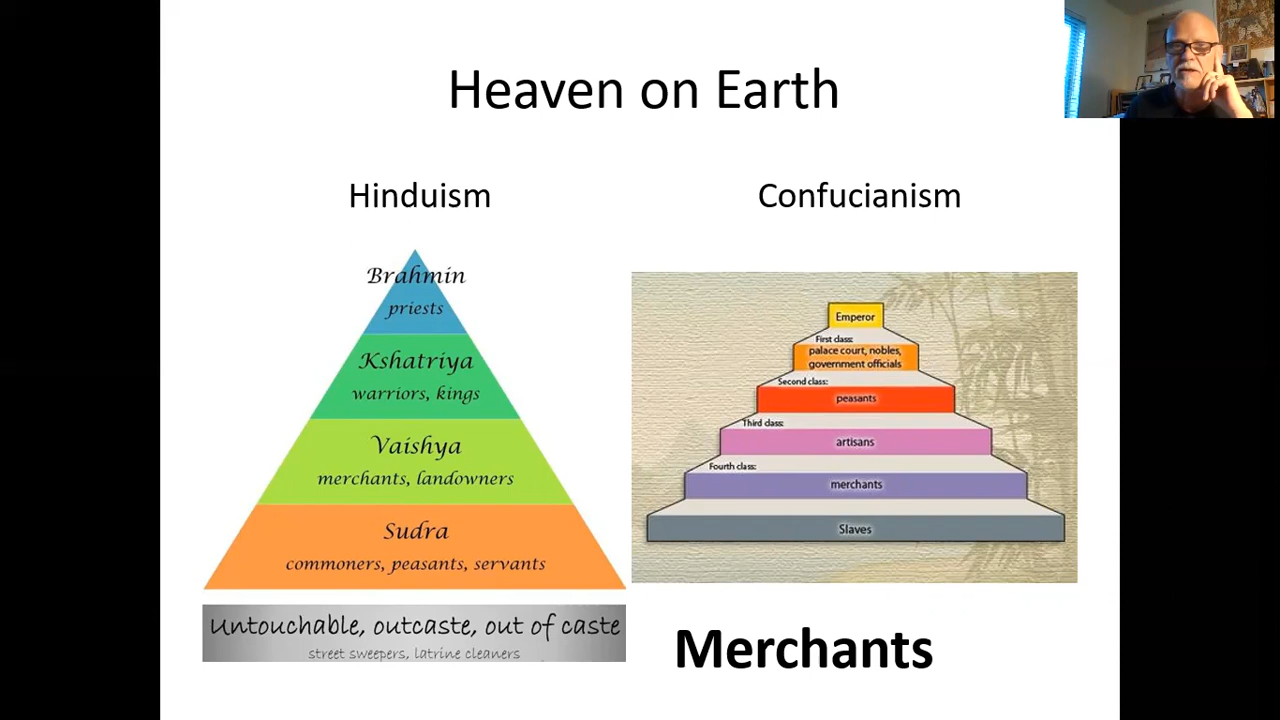 Heaven on Earth
Hinduism
Brahmin
priests
Kshatriya
warriors, kings
Vaishya
merchants, landowners
Sudra
commoners, peasants, servants
Untouchable, outcaste, out of caste
street sweepers, latrine cleaners
Confucianism
Emperor
First class:
palace court, nobles,
government officials
Second class:
peasants
Third class:
artisans
Fourth class:
merchants
Slaves
Merchants